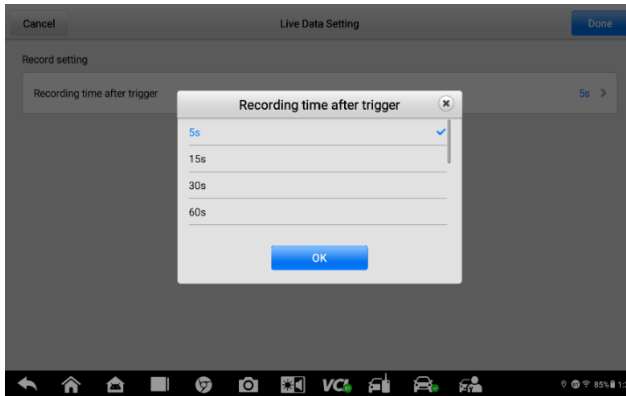 Cancel
Live Data Setting
Done
Record setting
Recording time after trigger
5s
Recording time after trigger
5s
15s
30s
60s
OK
VCI
85%